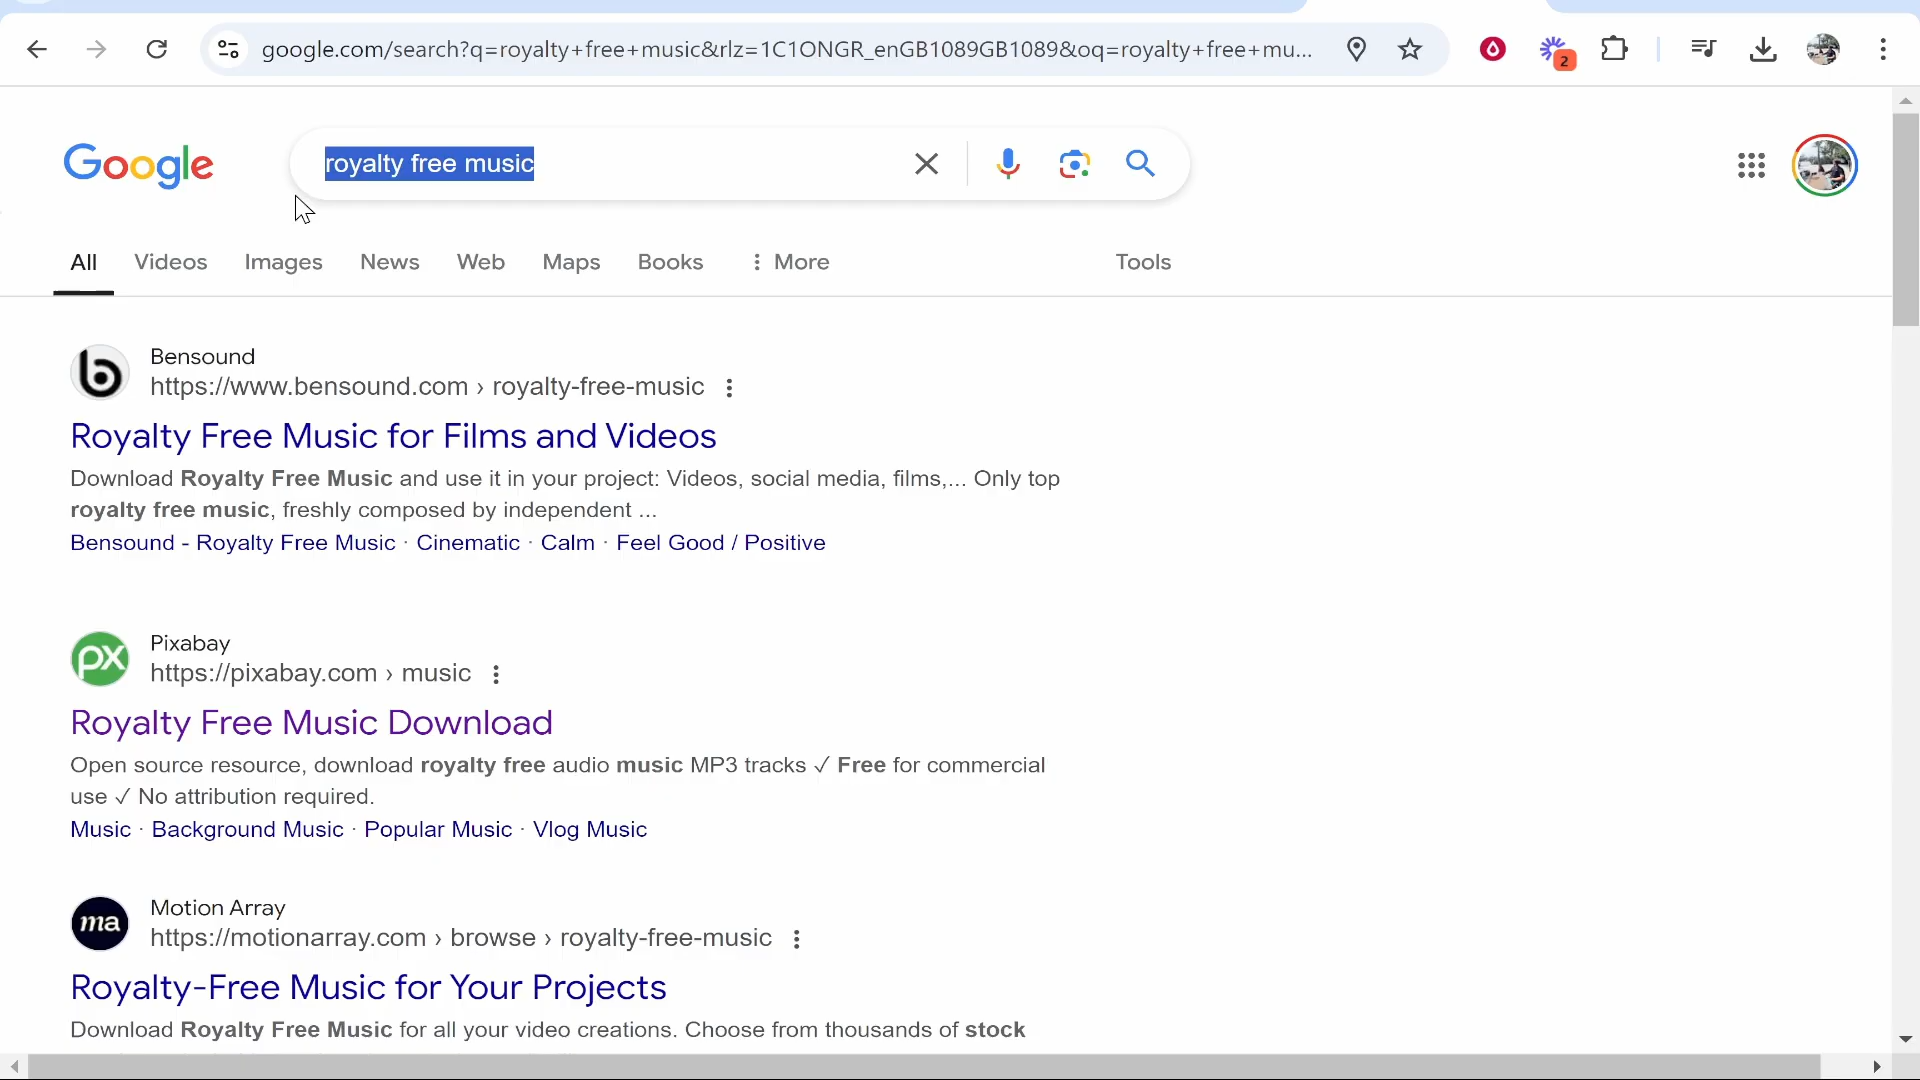 google.com/search?q=royalty+free+music&rlz=1C1ONGR_enGB1089GB1089&oq=royalty+free+mu...
2
Google
royalty free music
All
Videos
Images
News
Web
Maps
Books
More
Tools
b
Bensound
https://www.bensound.com › royalty-free-music
Royalty Free Music for Films and Videos
Download Royalty Free Music and use it in your project: Videos, social media, films,... Only top
royalty free music, freshly composed by independent ...
Bensound - Royalty Free Music · Cinematic · Calm · Feel Good / Positive
px
Pixabay
https://pixabay.com › music
Royalty Free Music Download
Open source resource, download royalty free audio music MP3 tracks ✓ Free for commercial
use ✓ No attribution required.
Music · Background Music · Popular Music · Vlog Music
ma
Motion Array
https://motionarray.com › browse › royalty-free-music
Royalty-Free Music for Your Projects
Download Royalty Free Music for all your video creations. Choose from thousands of stock